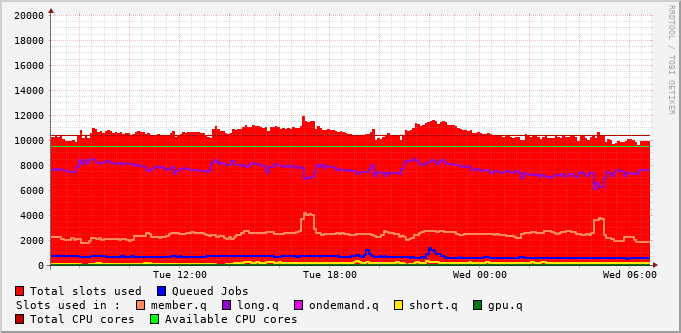 20000
18000
16000
14000
12000
10000
8000
6000
4000
2000
0
Tue 12:00 Tue 18:00 Wed 00:00 Wed 06:00
RRDTOOL / TOBI OETIKER
Total slots used Queued Jobs
Slots used in : member.q long.q ondemand.q short.q gpu.q
Total CPU cores Available CPU cores